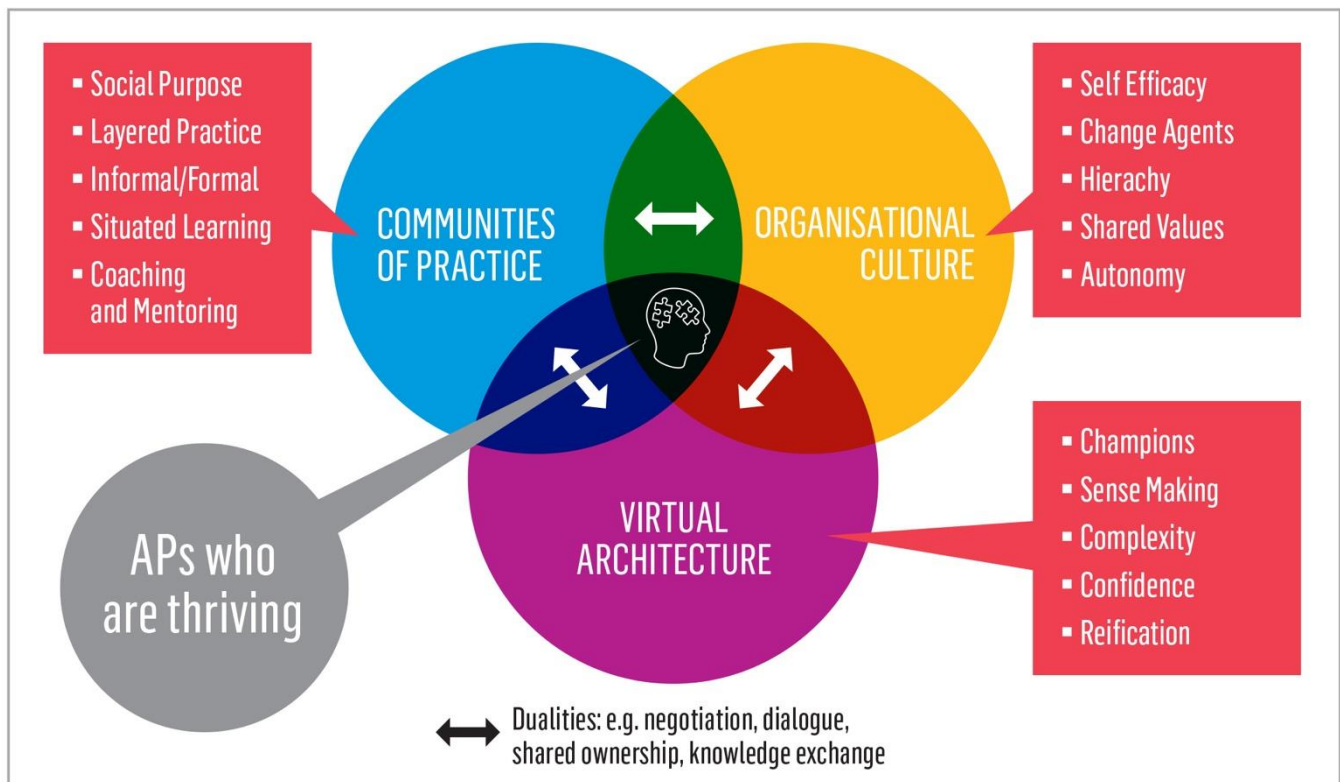 ▪ Social Purpose
▪ Layered Practice
▪ Informal/Formal
▪ Situated Learning
▪ Coaching
and Mentoring
COMMUNITIES
OF PRACTICE
ORGANISATIONAL
CULTURE
▪ Self Efficacy
▪ Change Agents
▪ Hierachy
▪ Shared Values
▪ Autonomy
APs who
are thriving
VIRTUAL
ARCHITECTURE
▪ Champions
▪ Sense Making
▪ Complexity
▪ Confidence
▪ Reification
Dualities: e.g. negotiation, dialogue,
shared ownership, knowledge exchange